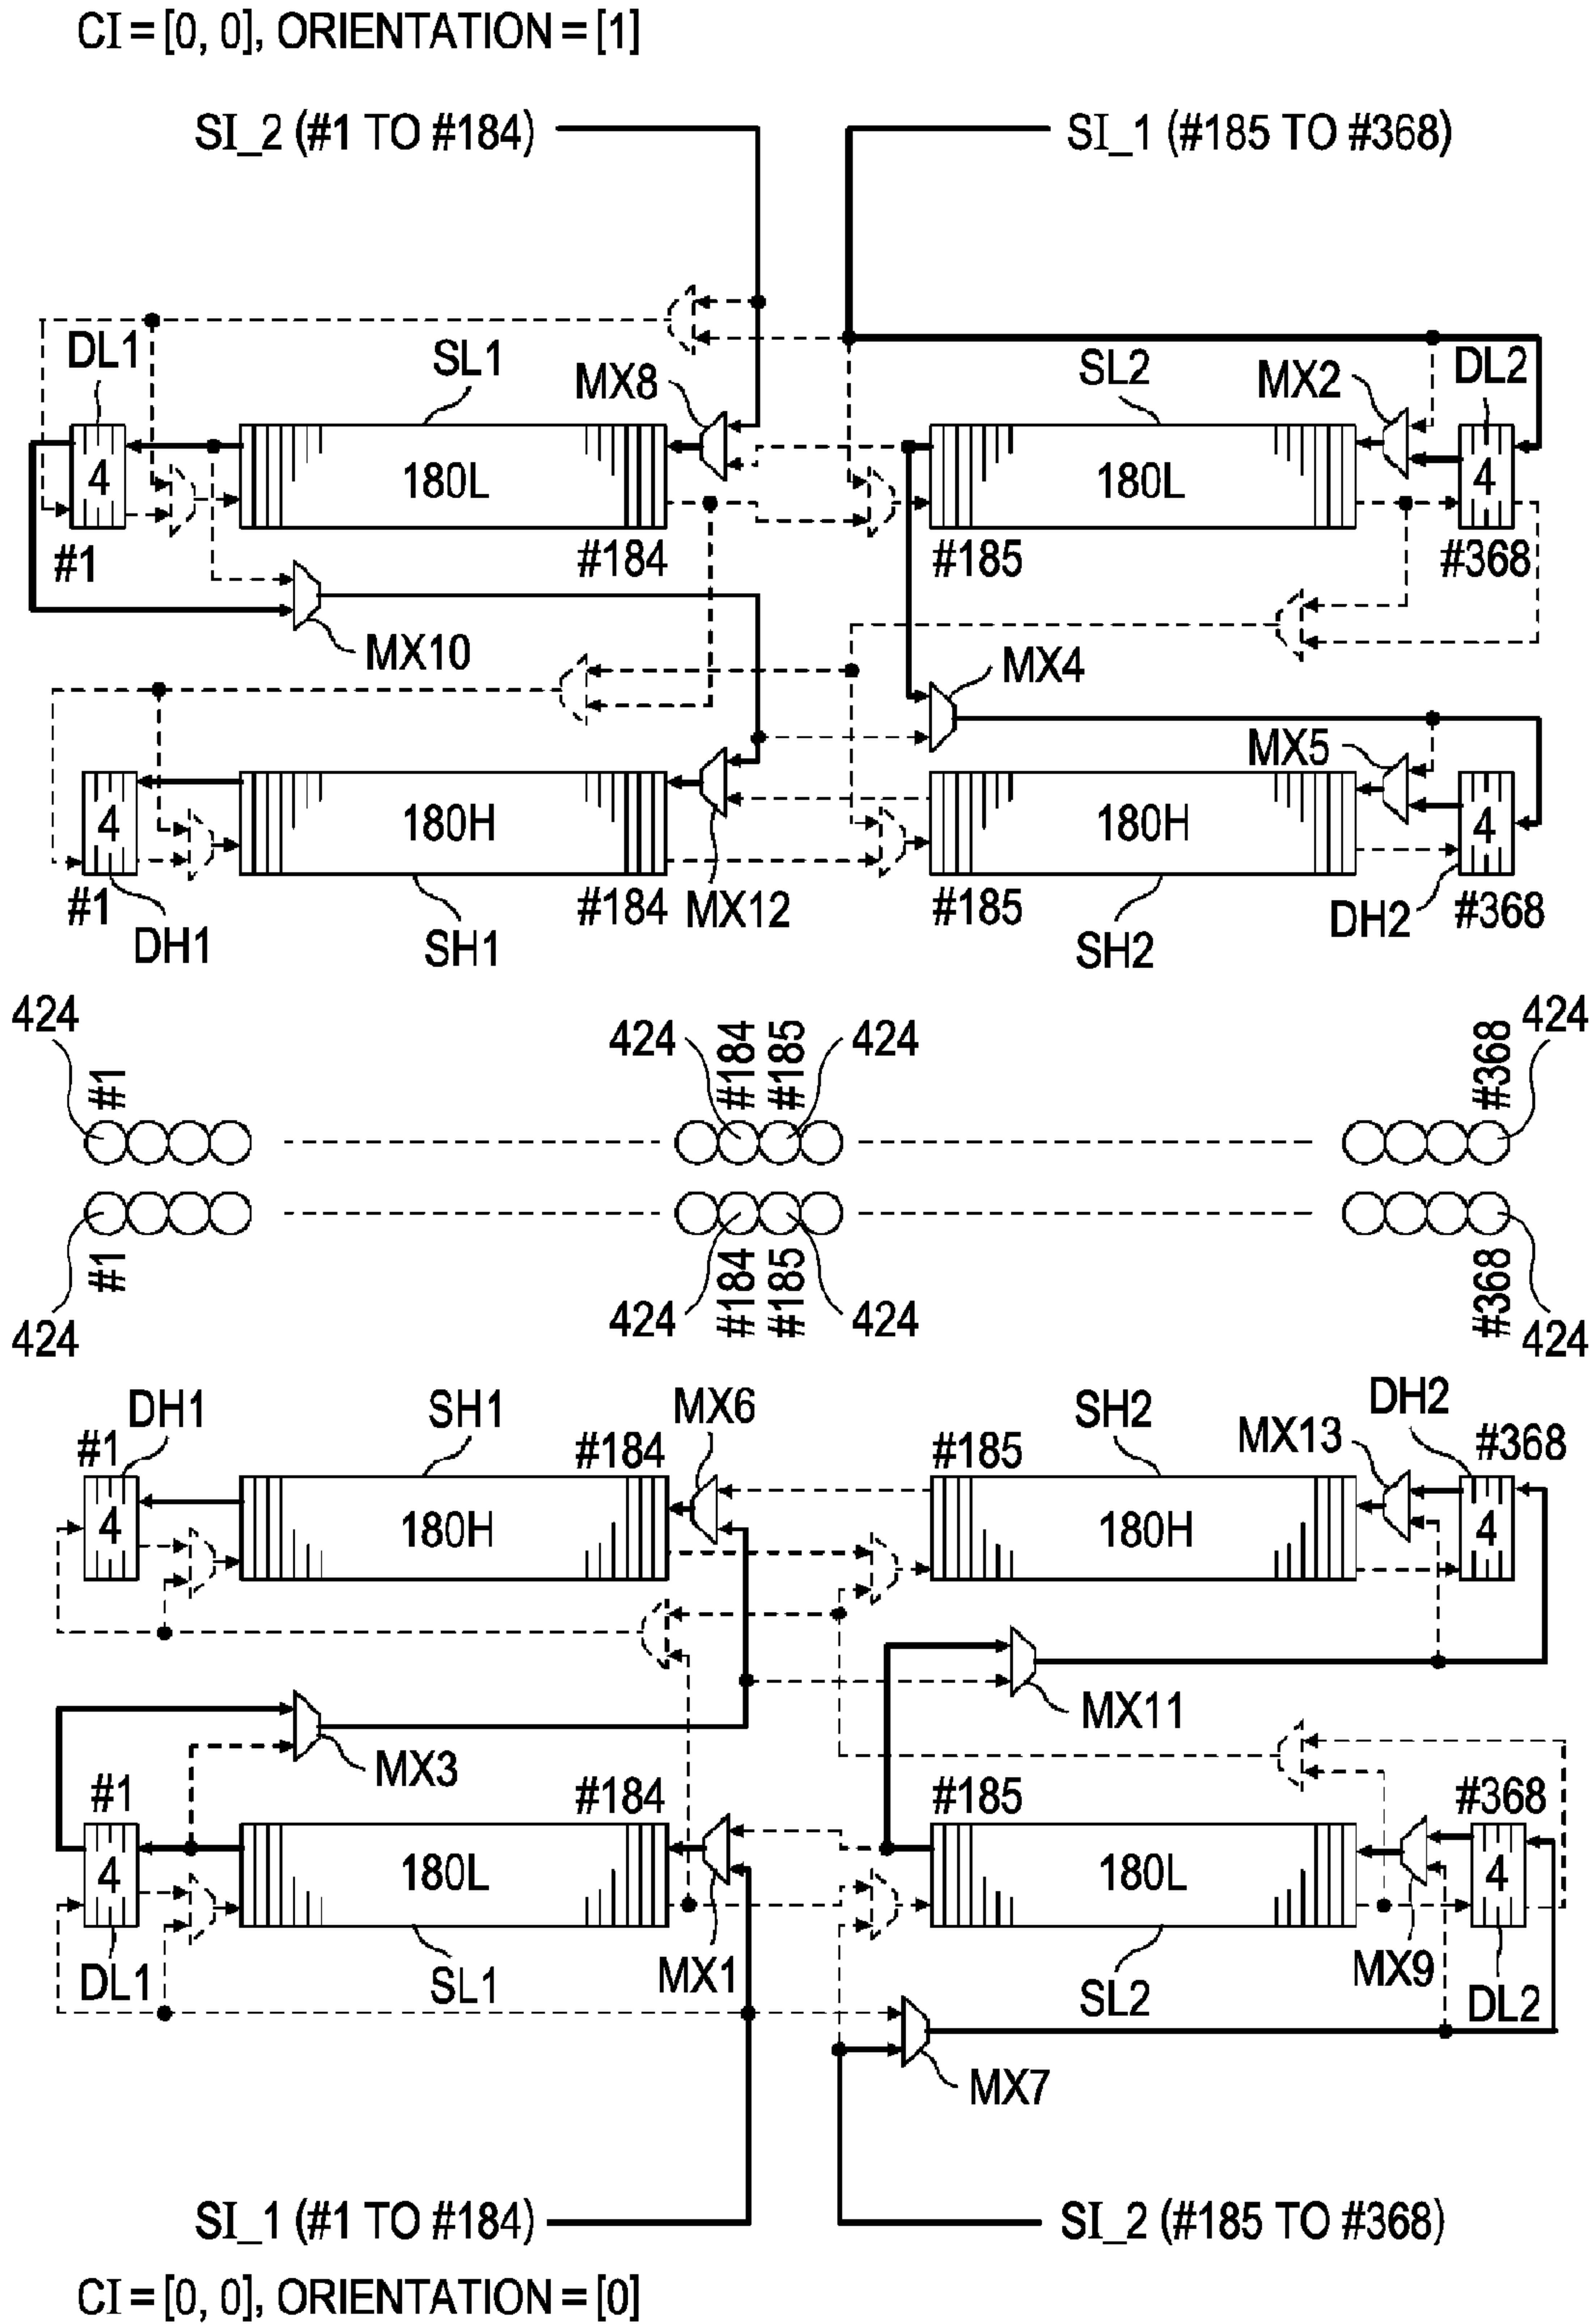 CI = [0, 0], ORIENTATION = [1]
SI_2 (#1 TO #184)
SI_1 (#185 TO #368)
DL1
SL1
MX8
SL2
MX2
DL2
4
180L
180L
4
#1
#184
#185
#368
MX10
MX4
MX5
4
180H
180H
4
#1
#184
MX12
#185
#368
DH1
SH1
SH2
DH2
424
#1
424
#184
#185
424
#368
424
424
#1
424
#184
#185
424
#368
424
DH1
SH1
MX6
SH2
MX13
DH2
#1
#184
#185
#368
4
180H
180H
4
MX11
MX3
#1
#184
#185
#368
4
180L
180L
4
DL1
SL1
MX1
SL2
MX9
DL2
MX7
SI_1 (#1 TO #184)
SI_2 (#185 TO #368)
CI = [0, 0], ORIENTATION = [0]